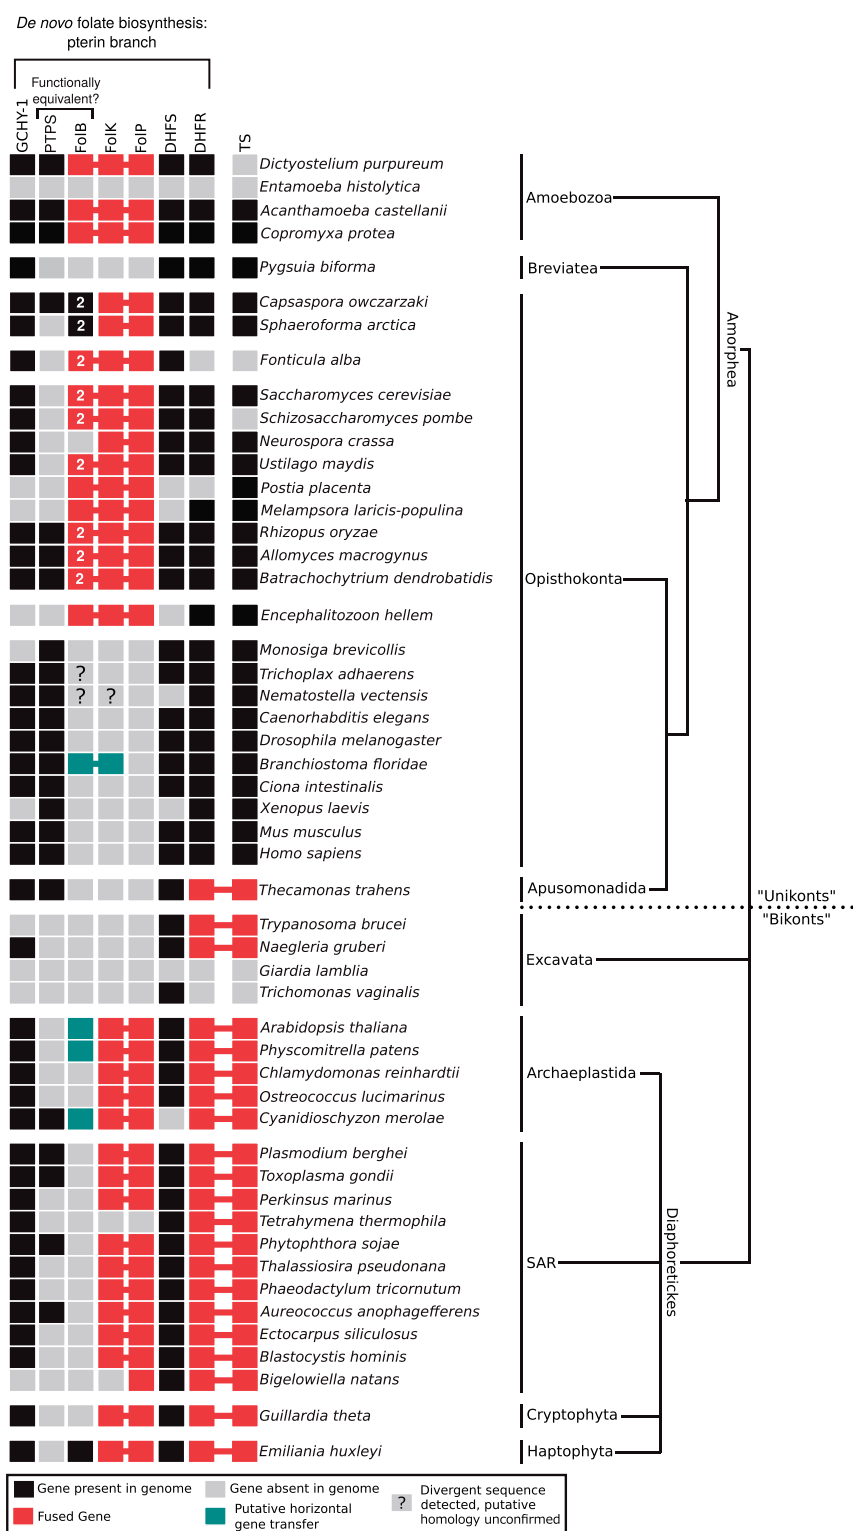 De novo folate biosynthesis:
pterin branch
Functionally
equivalent?
GCHY-1
PTPS
FolB
FolK
FolP
DHFS
DHFR
TS
Dictyostelium purpureum
Entamoeba histolytica
Acanthamoeba castellanii
Copromyxa protea
Amoebozoa
Pygsuia biforma
Breviatea
2 Capsaspora owczarzaki
2 Sphaeroforma arctica
2 Fonticula alba
Amorphea
2 Saccharomyces cerevisiae
2 Schizosaccharomyces pombe
Neurospora crassa
2 Ustilago maydis
Postia placenta
Melampsora laricis-populina
2 Rhizopus oryzae
2 Allomyces macrogynus
2 Batrachochytrium dendrobatidis
Opisthokonta
Encephalitozoon hellem
Monosiga brevicollis
? Trichoplax adhaerens
? ? Nematostella vectensis
Caenorhabditis elegans
Drosophila melanogaster
Branchiostoma floridae
Ciona intestinalis
Xenopus laevis
Mus musculus
Homo sapiens
Thecamonas trahens
Apusomonadida
"Unikonts"
"Bikonts"
Trypanosoma brucei
Naegleria gruberi
Giardia lamblia
Trichomonas vaginalis
Excavata
Arabidopsis thaliana
Physcomitrella patens
Chlamydomonas reinhardtii
Ostreococcus lucimarinus
Cyanidioschyzon merolae
Archaeplastida
Plasmodium berghei
Toxoplasma gondii
Perkinsus marinus
Tetrahymena thermophila
Phytophthora sojae
Thalassiosira pseudonana
Phaeodactylum tricornutum
Aureococcus anophagefferens
Ectocarpus siliculosus
Blastocystis hominis
Bigelowiella natans
SAR
Diaphoretickes
Guillardia theta
Cryptophyta
Emiliania huxleyi
Haptophyta
Gene present in genome
Fused Gene
Gene absent in genome
Putative horizontal
gene transfer
?
Divergent sequence
detected, putative
homology unconfirmed